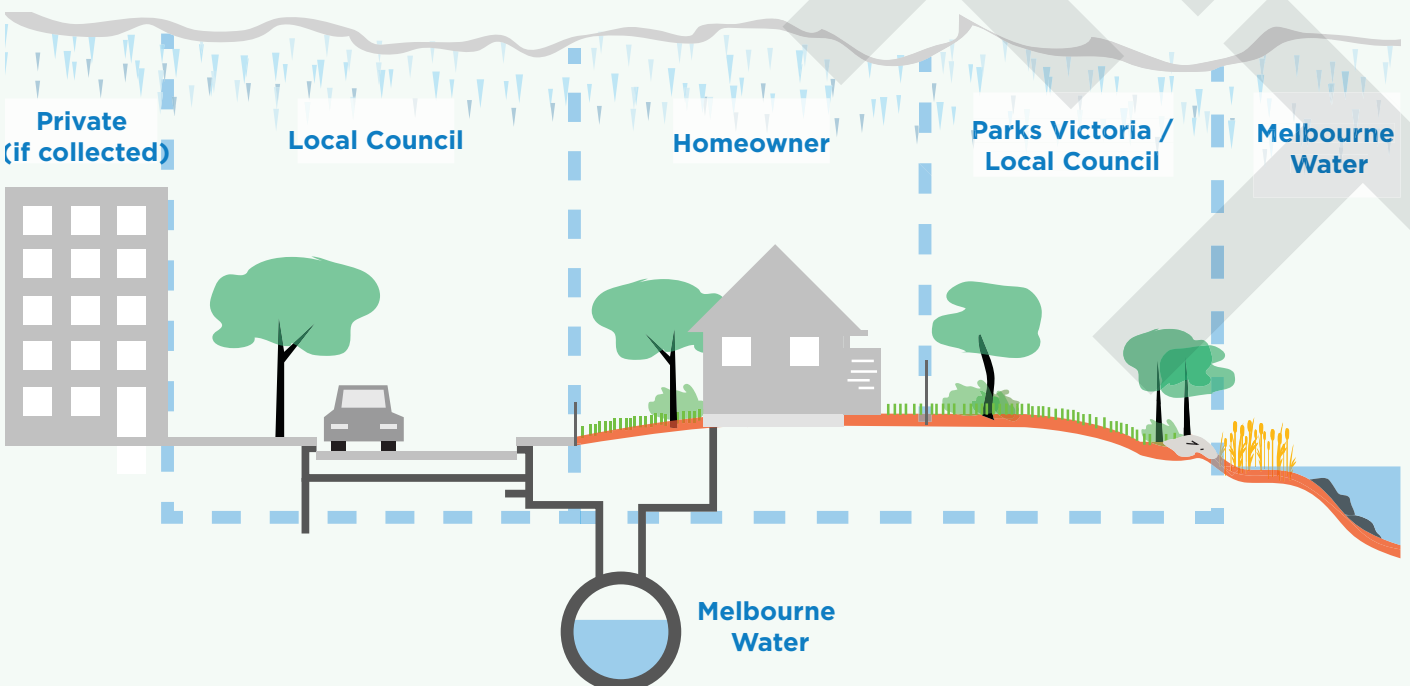 Private
(if collected)
Local Council
Homeowner
Parks Victoria /
Local Council
Melbourne
Water
Melbourne
Water